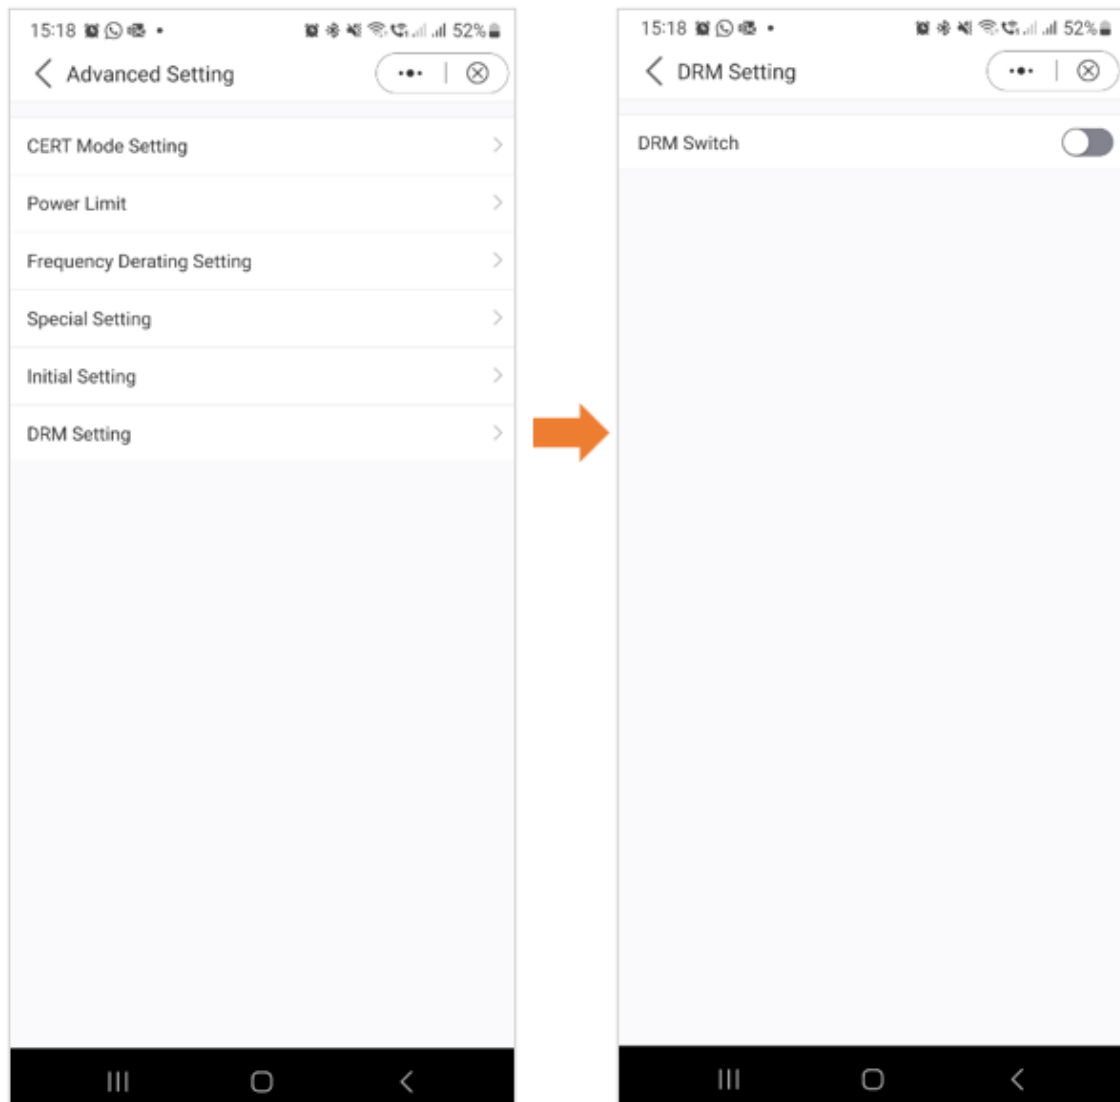 15:18
52%
Advanced Setting
CERT Mode Setting
Power Limit
Frequency Derating Setting
Special Setting
Initial Setting
DRM Setting
15:18
52%
DRM Setting
DRM Switch